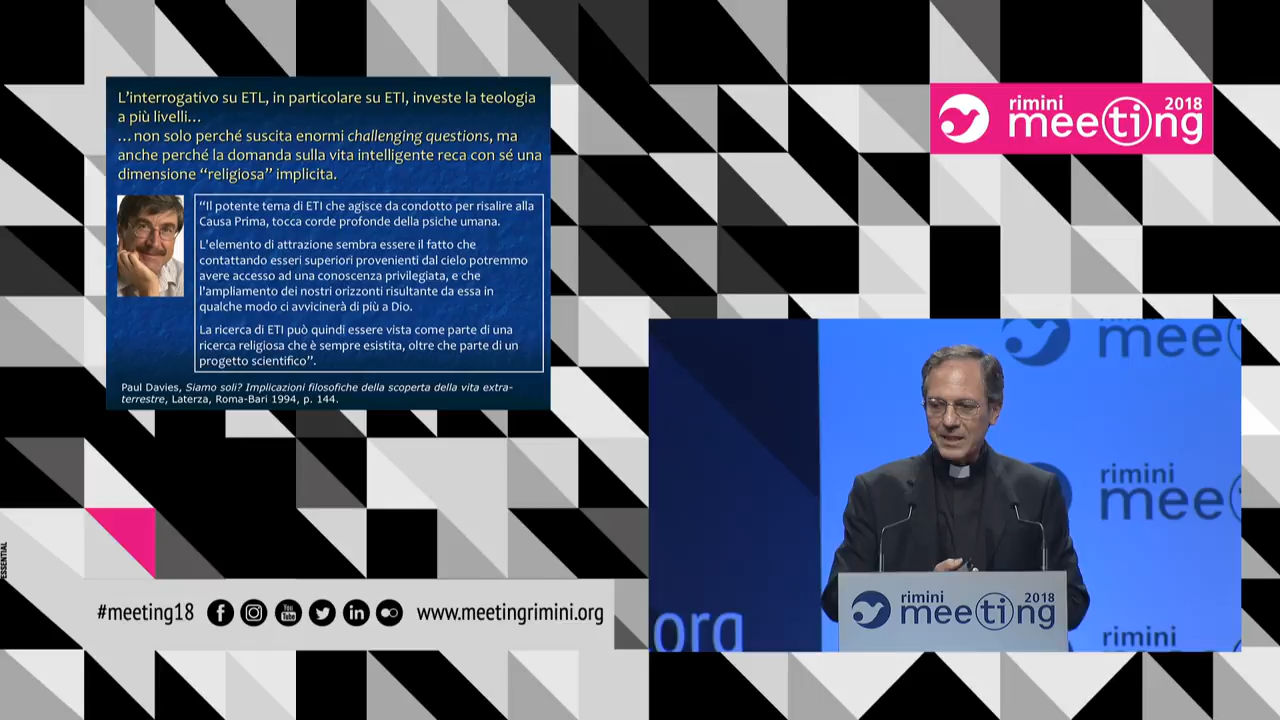 L'interrogativo su ETL, in particolare su ETI, investe la teologia
a più livelli…
…non solo perché suscita enormi challenging questions, ma
anche perché la domanda sulla vita intelligente reca con sé una
dimensione "religiosa" implicita.
"Il potente tema di ETI che agisce da condotto per risalire alla
Causa Prima, tocca corde profonde della psiche umana.
L'elemento di attrazione sembra essere il fatto che
contattando esseri superiori provenienti dal cielo potremmo
avere accesso ad una conoscenza privilegiata, e che
l'ampliamento dei nostri orizzonti risultante da essa in
qualche modo ci avvicinerà di più a Dio.
La ricerca di ETI può quindi essere vista come parte di una
ricerca religiosa che è sempre esistita, oltre che parte di un
progetto scientifico".
Paul Davies, Siamo soli? Implicazioni filosofiche della scoperta della vita extra-
terrestre, Laterza, Roma-Bari 1994, p. 144.
rimini 2018
meeting
meet
rimini
meet
rimini 2018
meeting
rimini
org
ESSENTIAL
#meeting18
You
Tube
www.meetingrimini.org